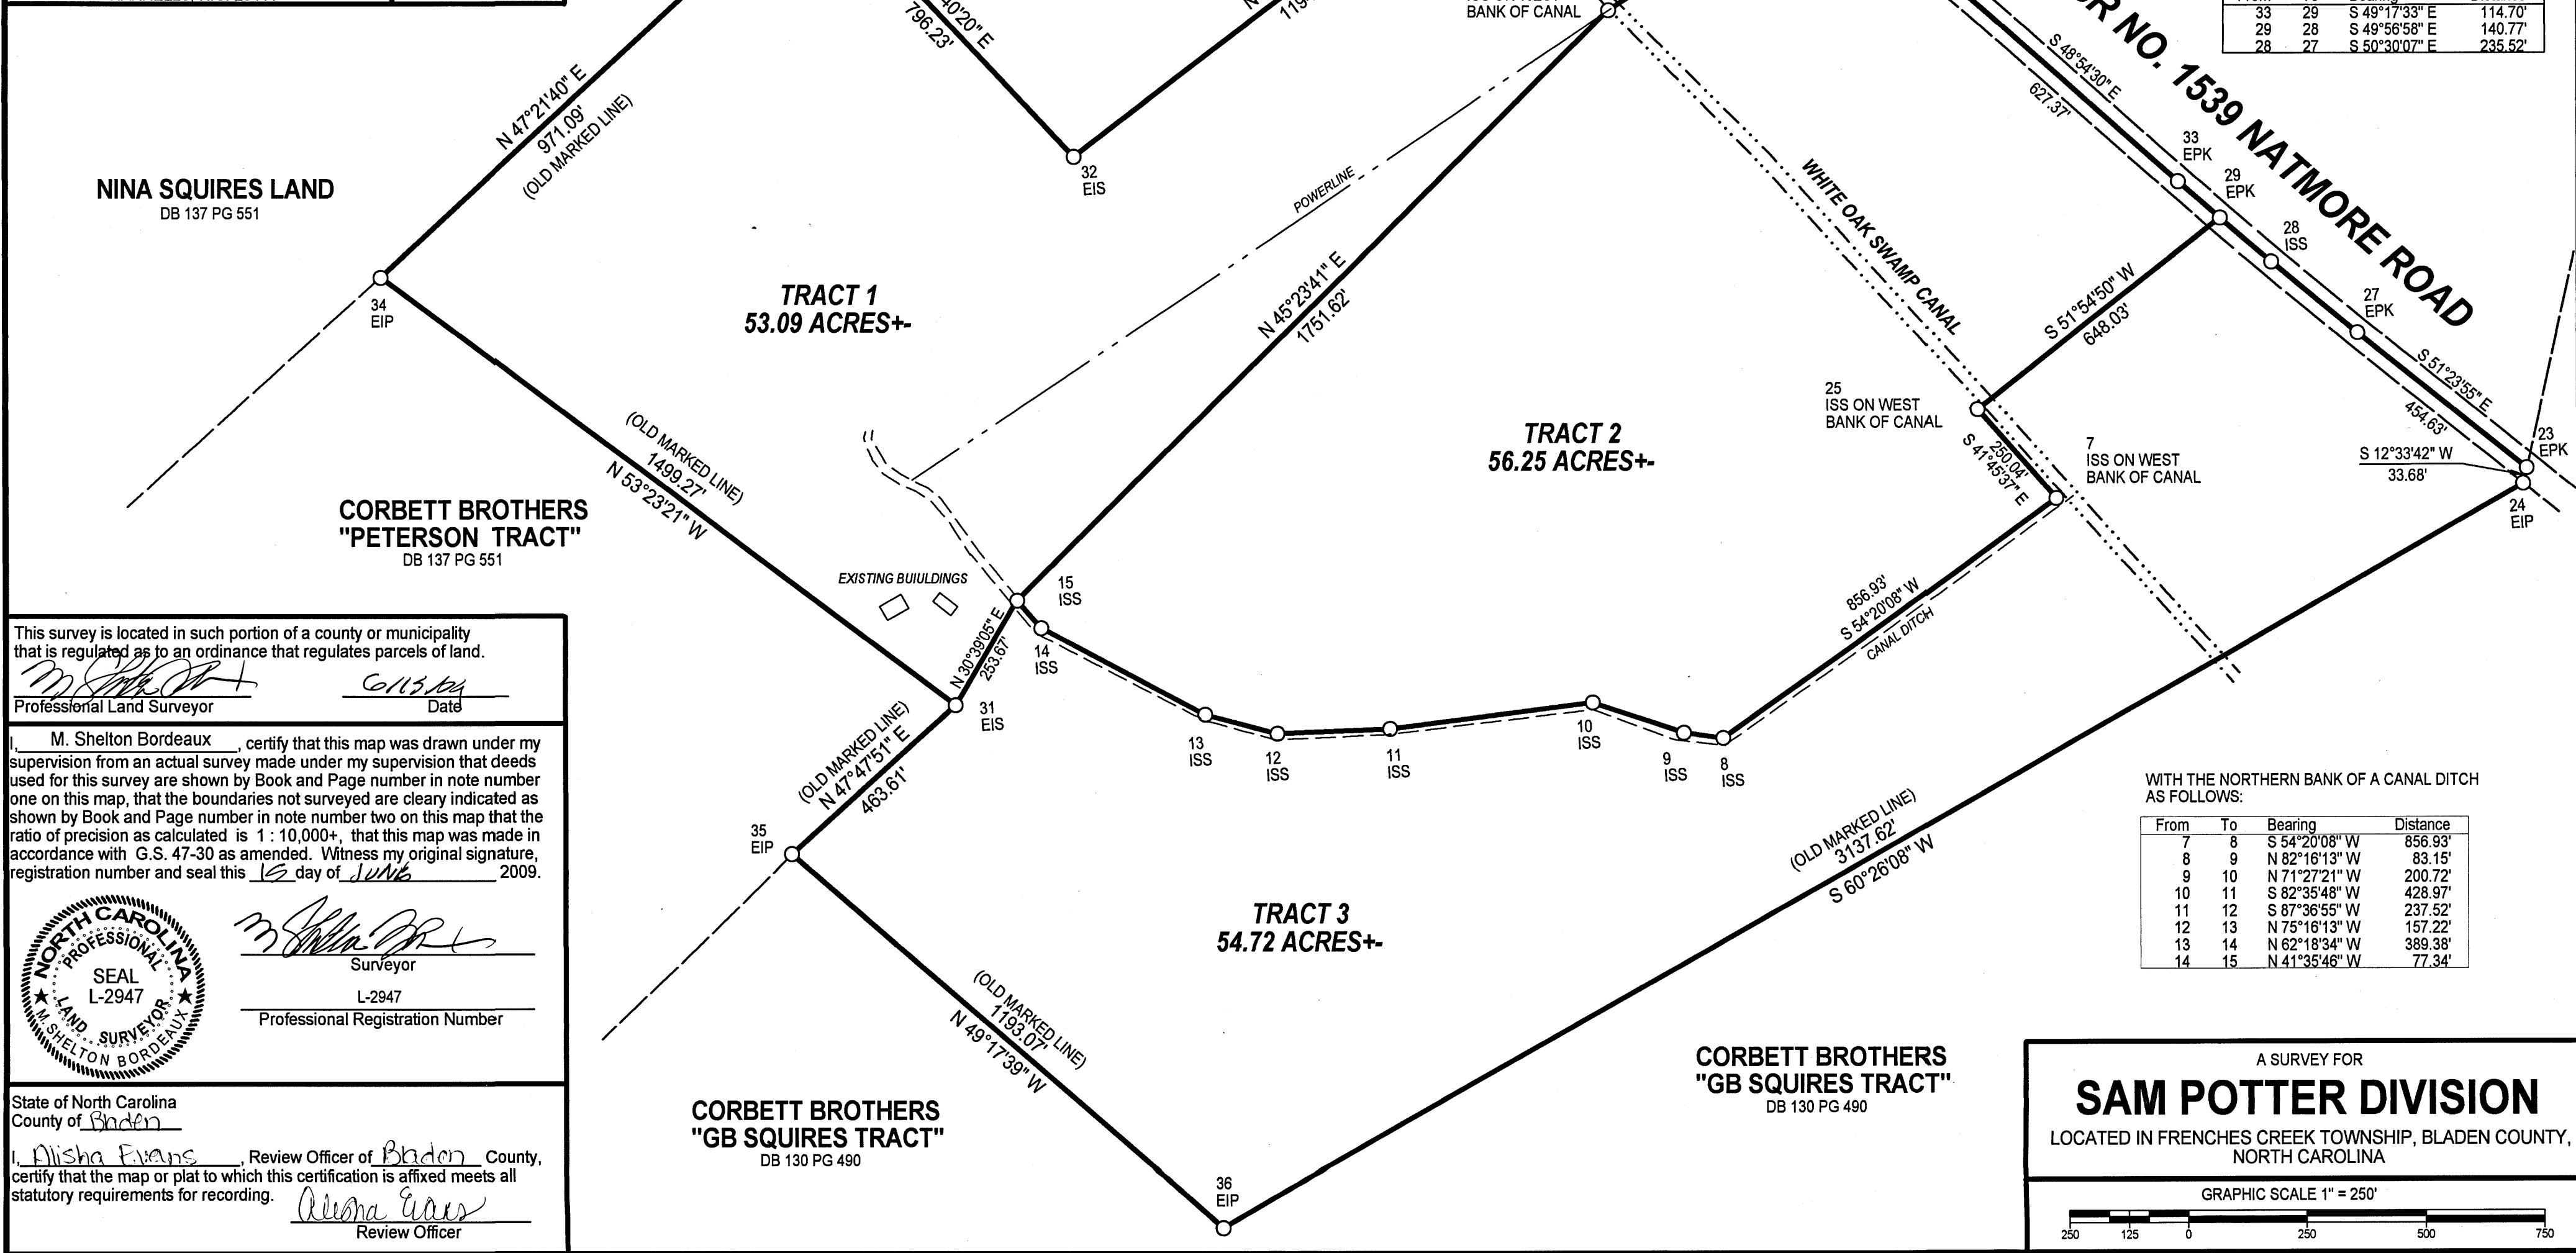 40'20" E
796.23'
BANK OF CANAL
SR NO. 1539 NATMORE ROAD
33 29 S 49°17'33" E 114.70'
29 28 S 49°56'58" E 140.77'
28 27 S 50°30'07" E 235.52'
S 48°54'30" E
627.37'
N 47°21'40" E
971.09'
(OLD MARKED LINE)
33
EPK
32
EIS
29
EPK
NINA SQUIRES LAND
DB 137 PG 551
POWERLINE
WHITE OAK SWAMP CANAL
28
ISS
34
EIP
TRACT 1
53.09 ACRES+-
N 45°23'41" E
1751.62'
S 51°54'50" W
648.03'
27
EPK
S 51°23'55" E
454.63'
25
ISS ON WEST
BANK OF CANAL
TRACT 2
56.25 ACRES+-
250.04'
S 41°45'37" E
7
ISS ON WEST
BANK OF CANAL
S 12°33'42" W
33.68'
23
EPK
24
EIP
(OLD MARKED LINE)
1499.27'
N 53°23'21" W
CORBETT BROTHERS
"PETERSON TRACT"
DB 137 PG 551
EXISTING BUIULDINGS
15
ISS
856.93'
S 54°20'08" W
CANAL DITCH
N 30°39'05" E
253.67'
14
ISS
31
EIS
13
ISS
12
ISS
11
ISS
10
ISS
9
ISS
8
ISS
This survey is located in such portion of a county or municipality
that is regulated as to an ordinance that regulates parcels of land.
6/15/09
Professional Land Surveyor Date
I, M. Shelton Bordeaux, certify that this map was drawn under my
supervision from an actual survey made under my supervision that deeds
used for this survey are shown by Book and Page number in note number
one on this map, that the boundaries not surveyed are cleary indicated as
shown by Book and Page number in note number two on this map that the
ratio of precision as calculated is 1 : 10,000+, that this map was made in
accordance with G.S. 47-30 as amended. Witness my original signature,
registration number and seal this 15 day of JUNE 2009.
NORTH CAROLINA
PROFESSIONAL
SEAL
L-2947
LAND SURVEYOR
M. SHELTON BORDEAUX
Surveyor
L-2947
Professional Registration Number
State of North Carolina
County of Bladen
I, Alisha Evans, Review Officer of Bladen County,
certify that the map or plat to which this certification is affixed meets all
statutory requirements for recording.
Alisha Evans
Review Officer
(OLD MARKED LINE)
N 47°47'51" E
463.61'
35
EIP
TRACT 3
54.72 ACRES+-
(OLD MARKED LINE)
3137.62'
S 60°26'08" W
(OLD MARKED LINE)
1193.07'
N 49°17'39" W
CORBETT BROTHERS
"GB SQUIRES TRACT"
DB 130 PG 490
36
EIP
CORBETT BROTHERS
"GB SQUIRES TRACT"
DB 130 PG 490
WITH THE NORTHERN BANK OF A CANAL DITCH
AS FOLLOWS:
From To Bearing Distance
7 8 S 54°20'08" W 856.93'
8 9 N 82°16'13" W 83.15'
9 10 N 71°27'21" W 200.72'
10 11 S 82°35'48" W 428.97'
11 12 S 87°36'55" W 237.52'
12 13 N 75°16'13" W 157.22'
13 14 N 62°18'34" W 389.38'
14 15 N 41°35'46" W 77.34'
A SURVEY FOR
SAM POTTER DIVISION
LOCATED IN FRENCHES CREEK TOWNSHIP, BLADEN COUNTY,
NORTH CAROLINA
GRAPHIC SCALE 1" = 250'
250 125 0 250 500 750